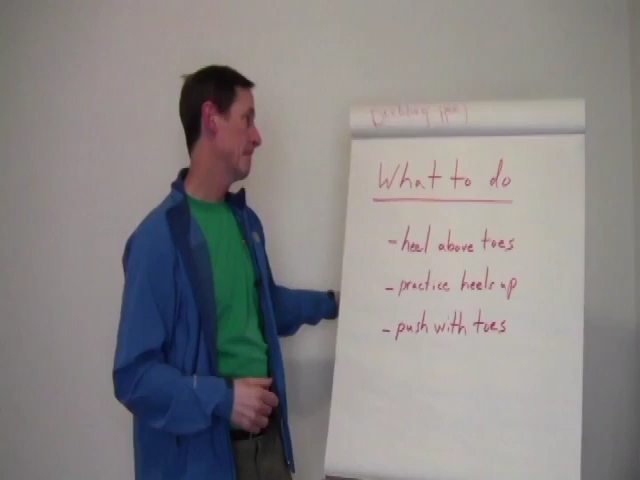 What to do
- heel above toes
- practice heels up
- push with toes